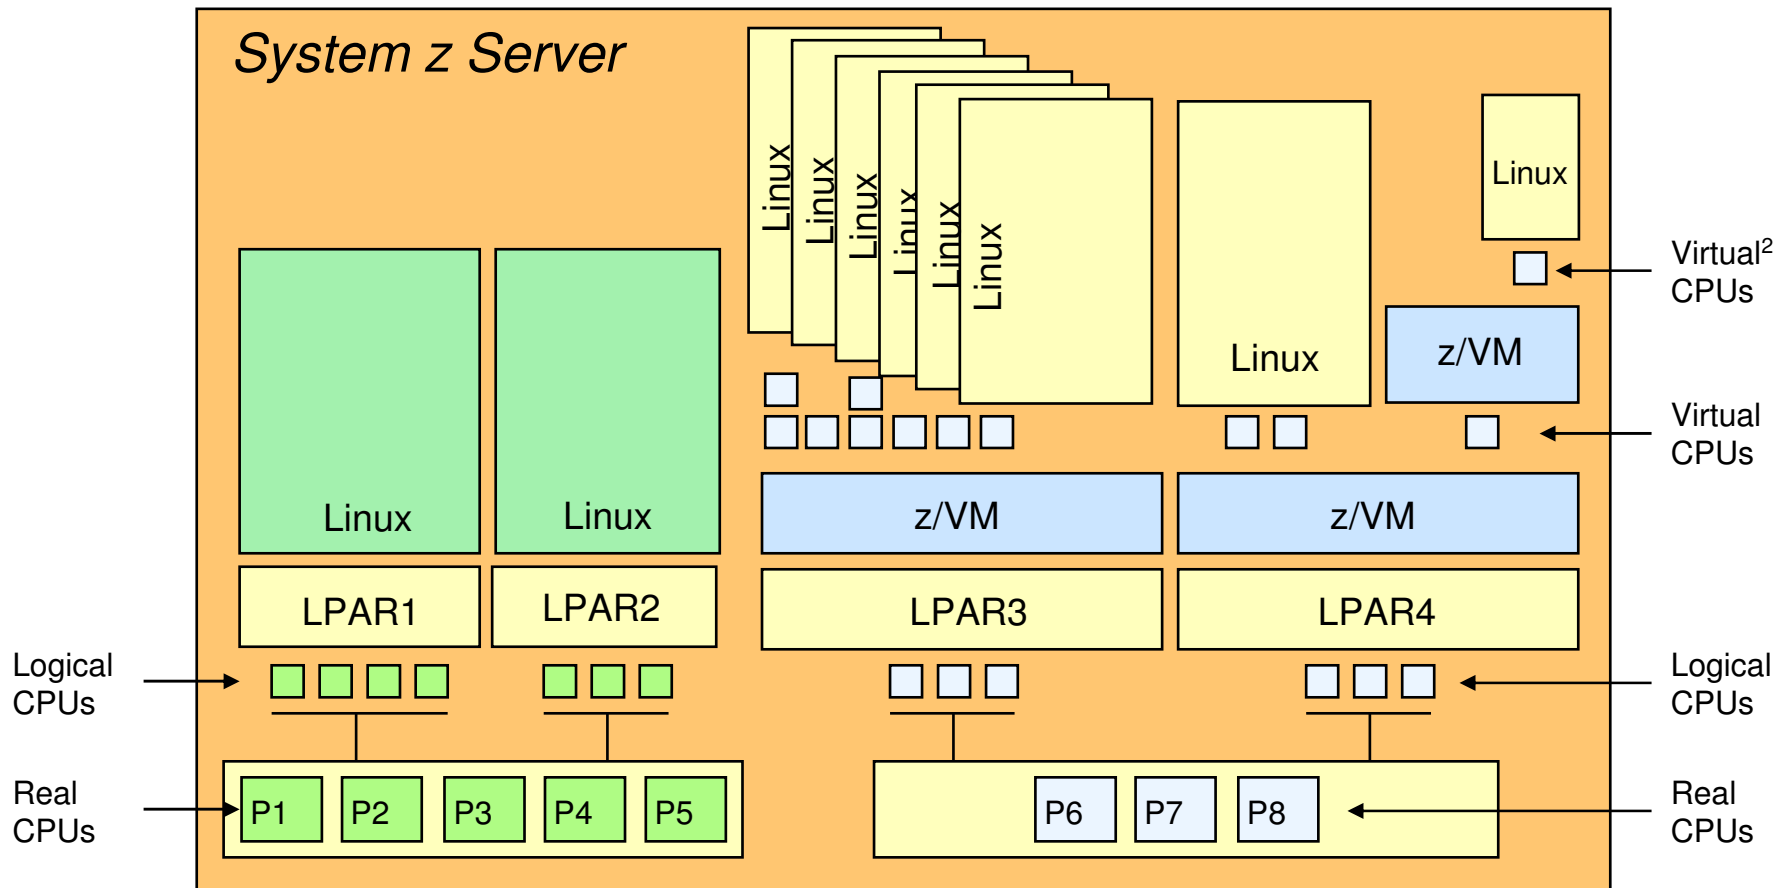 System z Server
Linux
Linux
Linux
Linux
Linux
Linux
Linux
Linux
Virtual²
CPUs
z/VM
Virtual
CPUs
Linux
Linux
z/VM
z/VM
LPAR1
LPAR2
LPAR3
LPAR4
Logical
CPUs
Logical
CPUs
Real
CPUs
P1
P2
P3
P4
P5
P6
P7
P8
Real
CPUs